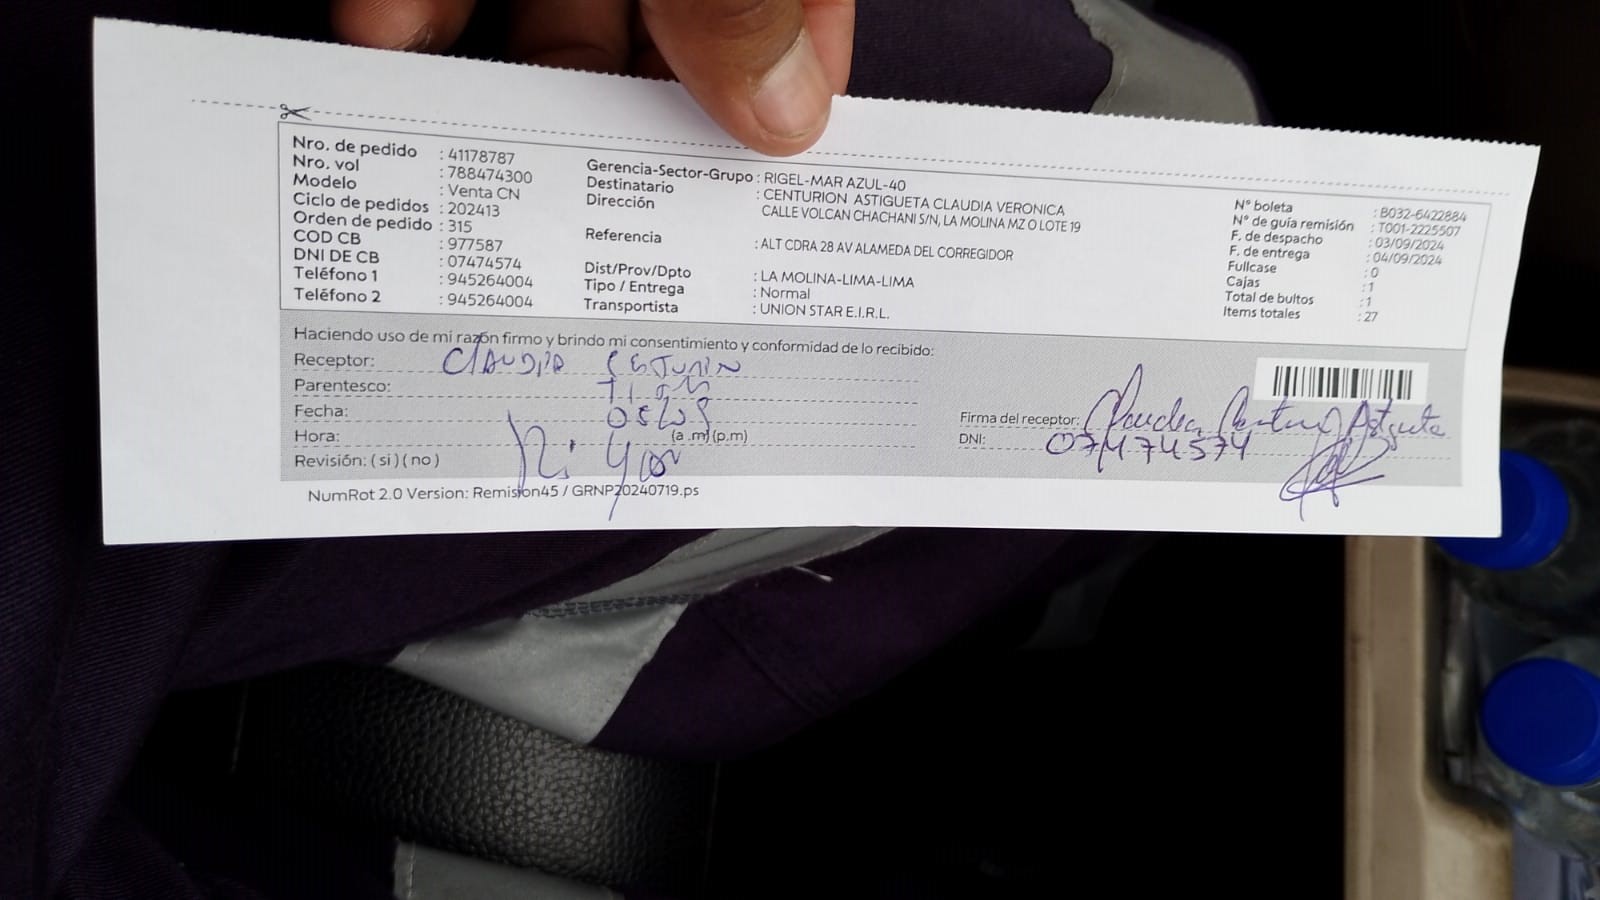 Nro. de pedido : 41178787
Nro. vol : 788474300
Modelo : Venta CN
Ciclo de pedidos : 202413
Orden de pedido : 315
COD CB : 977587
DNI DE CB : 07474574
Teléfono 1 : 945264004
Teléfono 2 : 945264004
Gerencia-Sector-Grupo : RIGEL-MAR AZUL-40
Destinatario : CENTURION ASTIGUETA CLAUDIA VERONICA
Dirección CALLE VOLCAN CHACHANI S/N, LA MOLINA MZ O LOTE 19
Referencia : ALT CDRA 28 AV ALAMEDA DEL CORREGIDOR
Dist/Prov/Dpto : LA MOLINA-LIMA-LIMA
Tipo / Entrega : Normal
Transportista : UNION STAR E.I.R.L.
N° boleta : B032-6422884
N° de guía remisión : T001-2225507
F. de despacho : 03/09/2024
F. de entrega : 04/09/2024
Fullcase : 0
Cajas : 1
Total de bultos : 1
Items totales : 27
Haciendo uso de mi razón firmo y brindo mi consentimiento y conformidad de lo recibido:
Receptor: CLAUDIA
Parentesco:
Fecha:
Hora: (a .m) (p.m)
Revisión: ( si ) ( no )
Firma del receptor: Claudia Centurion Astigueta
DNI: 07474574
NumRot 2.0 Version: Remision45 / GRNP20240719.ps